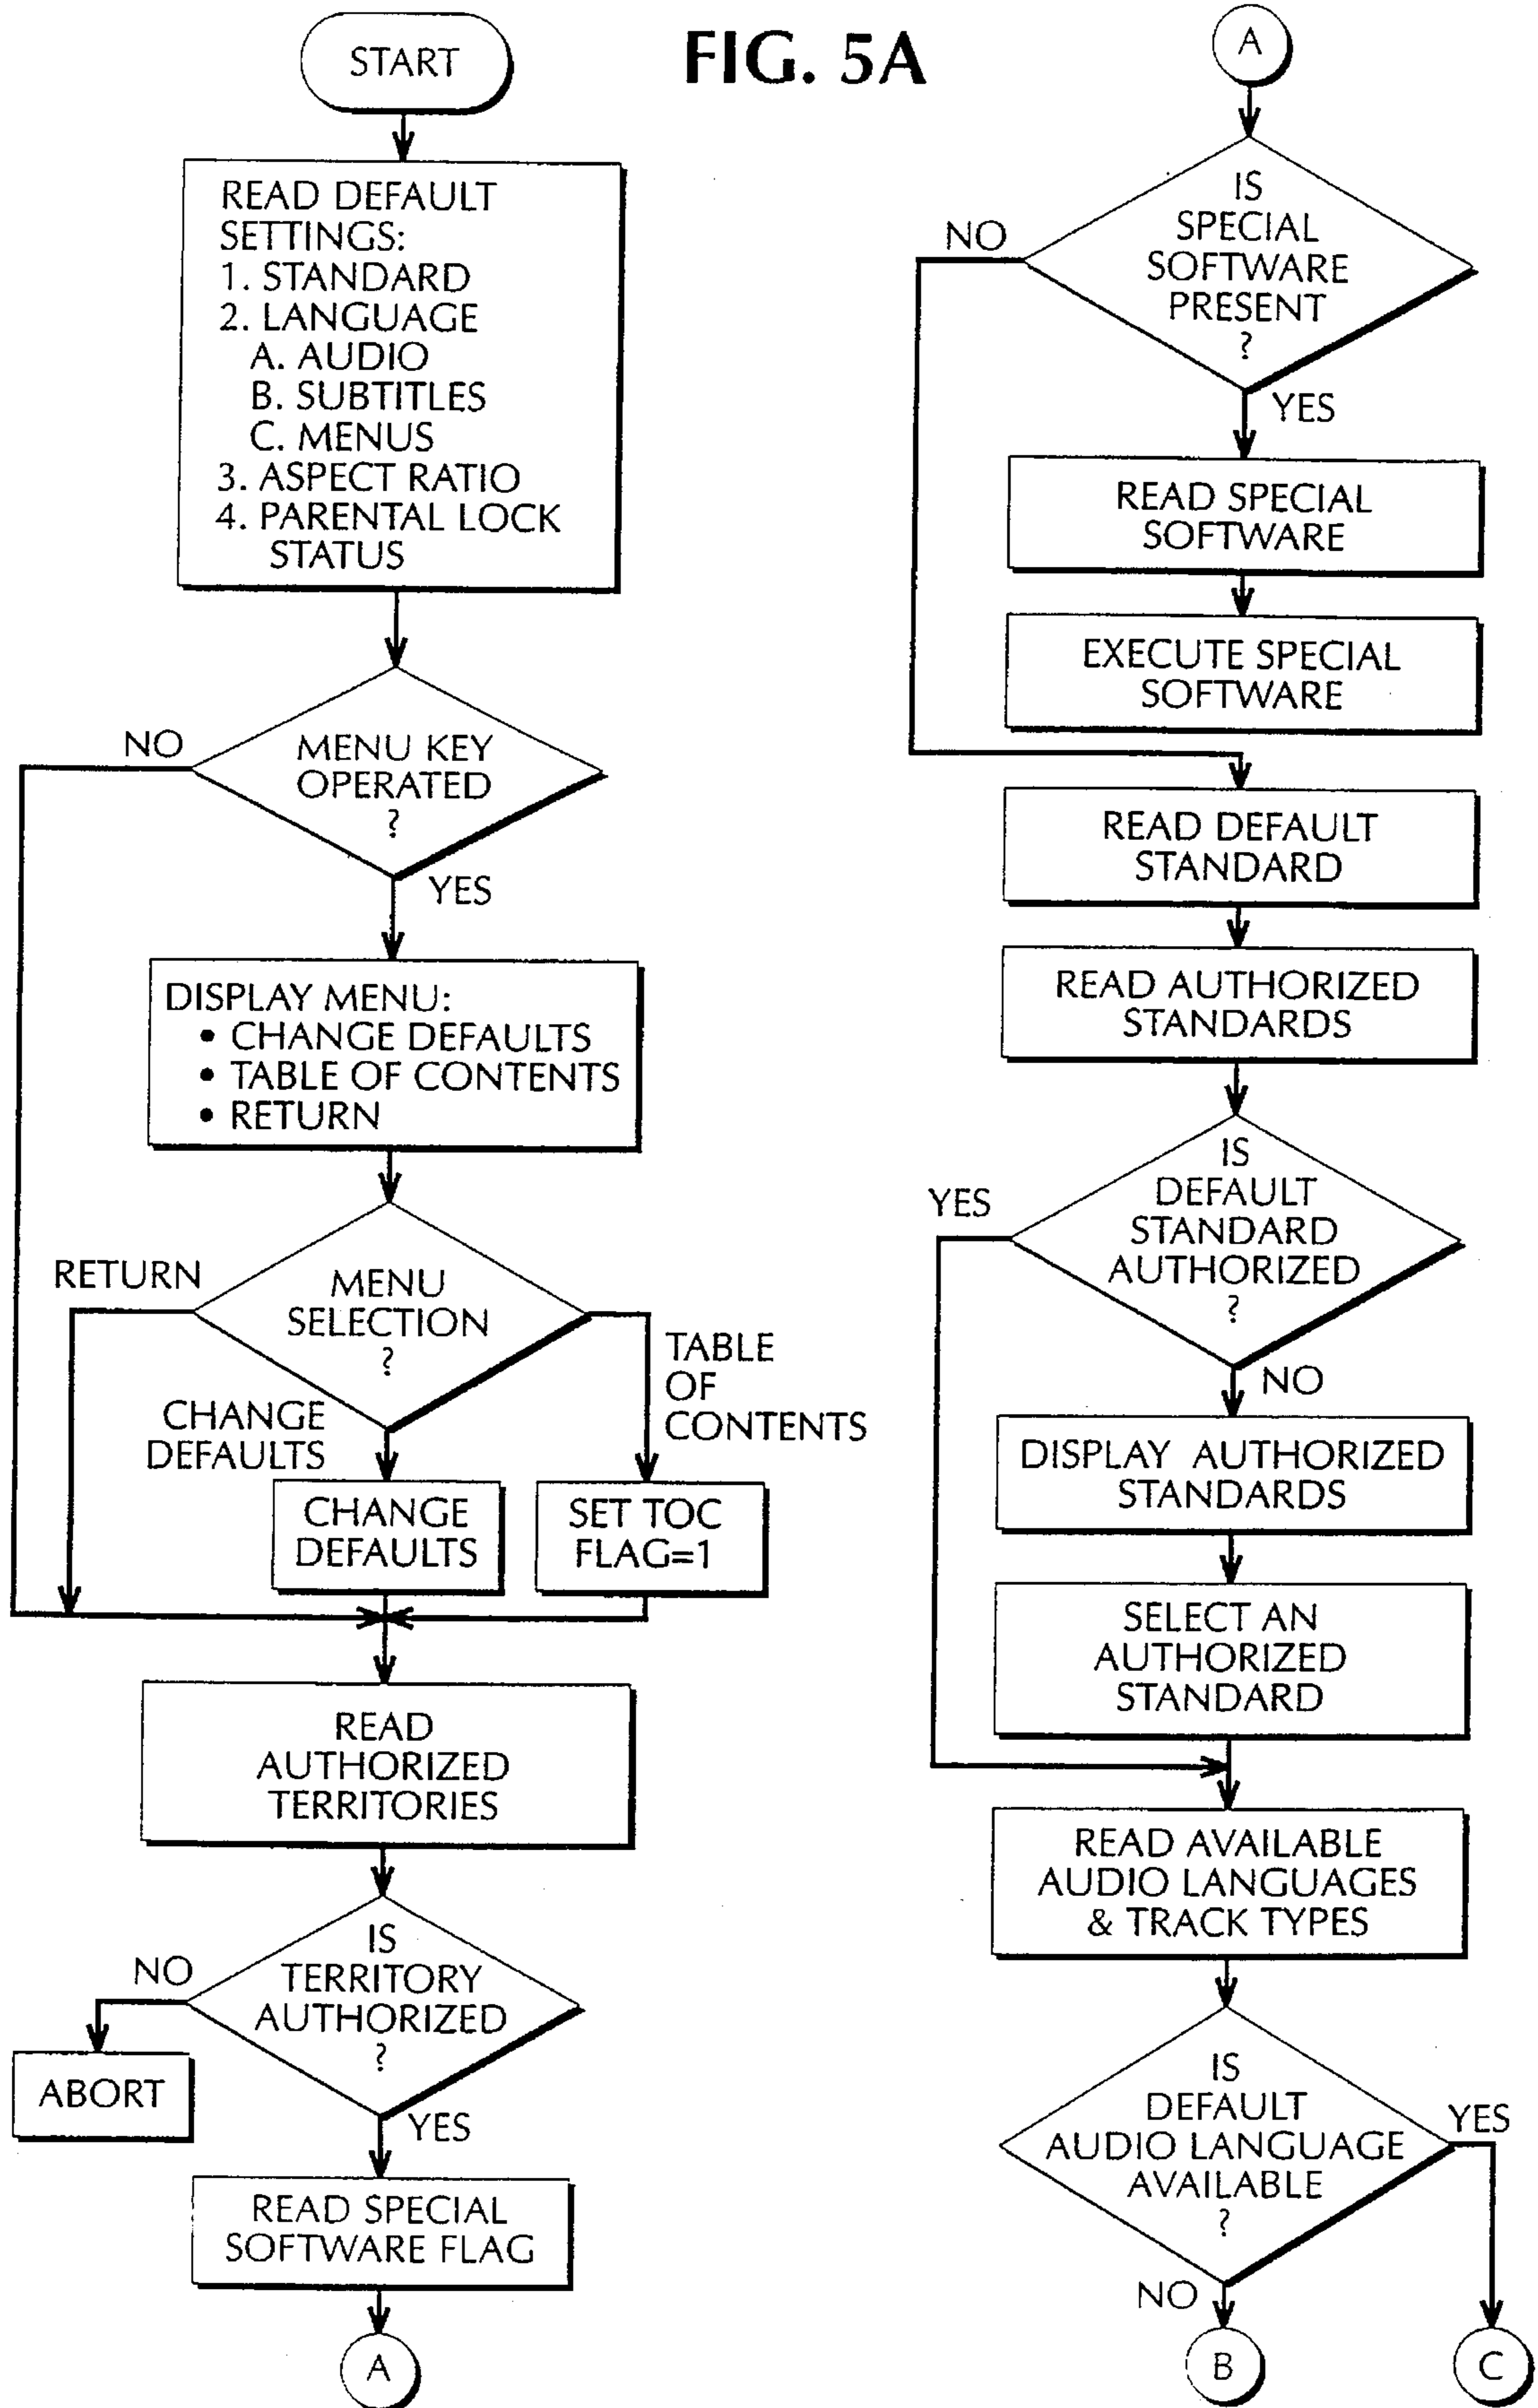 FIG. 5A
START
READ DEFAULT
SETTINGS:
1. STANDARD
2. LANGUAGE
A. AUDIO
B. SUBTITLES
C. MENUS
3. ASPECT RATIO
4. PARENTAL LOCK
STATUS
MENU KEY
OPERATED
?
NO
YES
DISPLAY MENU:
• CHANGE DEFAULTS
• TABLE OF CONTENTS
• RETURN
MENU
SELECTION
?
RETURN
CHANGE
DEFAULTS
TABLE
OF
CONTENTS
CHANGE
DEFAULTS
SET TOC
FLAG=1
READ
AUTHORIZED
TERRITORIES
IS
TERRITORY
AUTHORIZED
?
NO
ABORT
YES
READ SPECIAL
SOFTWARE FLAG
A
A
IS
SPECIAL
SOFTWARE
PRESENT
?
NO
YES
READ SPECIAL
SOFTWARE
EXECUTE SPECIAL
SOFTWARE
READ DEFAULT
STANDARD
READ AUTHORIZED
STANDARDS
IS
DEFAULT
STANDARD
AUTHORIZED
?
YES
NO
DISPLAY AUTHORIZED
STANDARDS
SELECT AN
AUTHORIZED
STANDARD
READ AVAILABLE
AUDIO LANGUAGES
& TRACK TYPES
IS
DEFAULT
AUDIO LANGUAGE
AVAILABLE
?
YES
NO
B
C